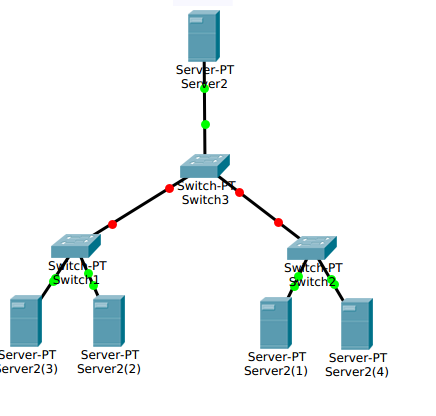 Server-PT
Server2
Switch-PT
Switch3
Switch-PT
Switch1
Switch-PT
Switch2
Server-PT
Server2(3)
Server-PT
Server2(2)
Server-PT
Server2(1)
Server-PT
Server2(4)